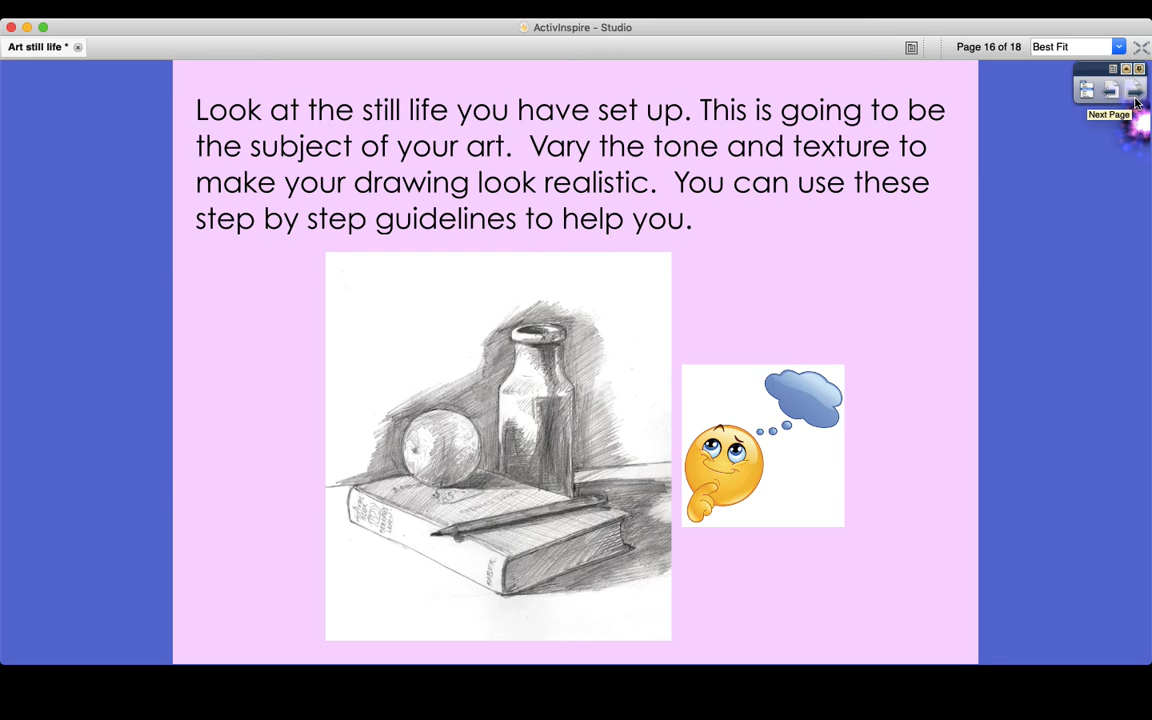 ActivInspire - Studio
Art still life *
Page 16 of 18
Best Fit
Next Page
Look at the still life you have set up. This is going to be
the subject of your art.  Vary the tone and texture to
make your drawing look realistic.  You can use these
step by step guidelines to help you.